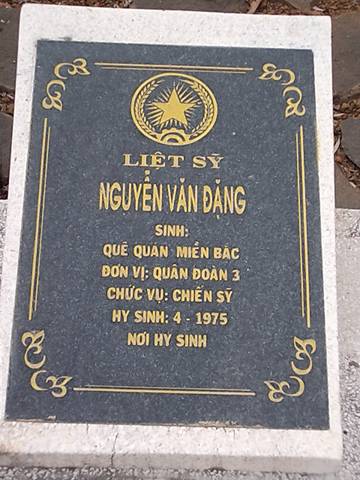 LIỆT SỸ
NGUYỄN VĂN ĐẶNG
SINH:
QUÊ QUÁN MIỀN BẮC
ĐƠN VỊ: QUÂN ĐOÀN 3
CHỨC VỤ: CHIẾN SỸ
HY SINH: 4 - 1975
NƠI HY SINH